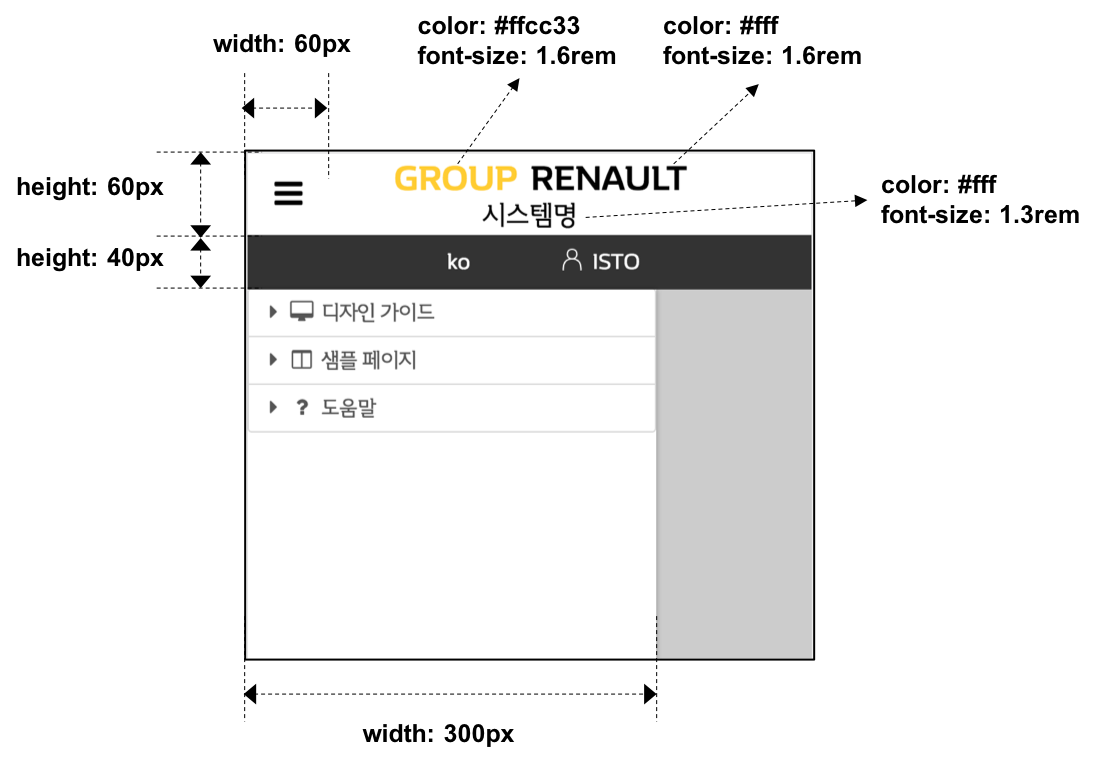 width: 60px
color: #ffcc33
font-size: 1.6rem
color: #fff
font-size: 1.6rem
height: 60px
GROUP RENAULT
시스템명
color: #fff
font-size: 1.3rem
height: 40px
ko ISTO
디자인 가이드
샘플 페이지
? 도움말
width: 300px